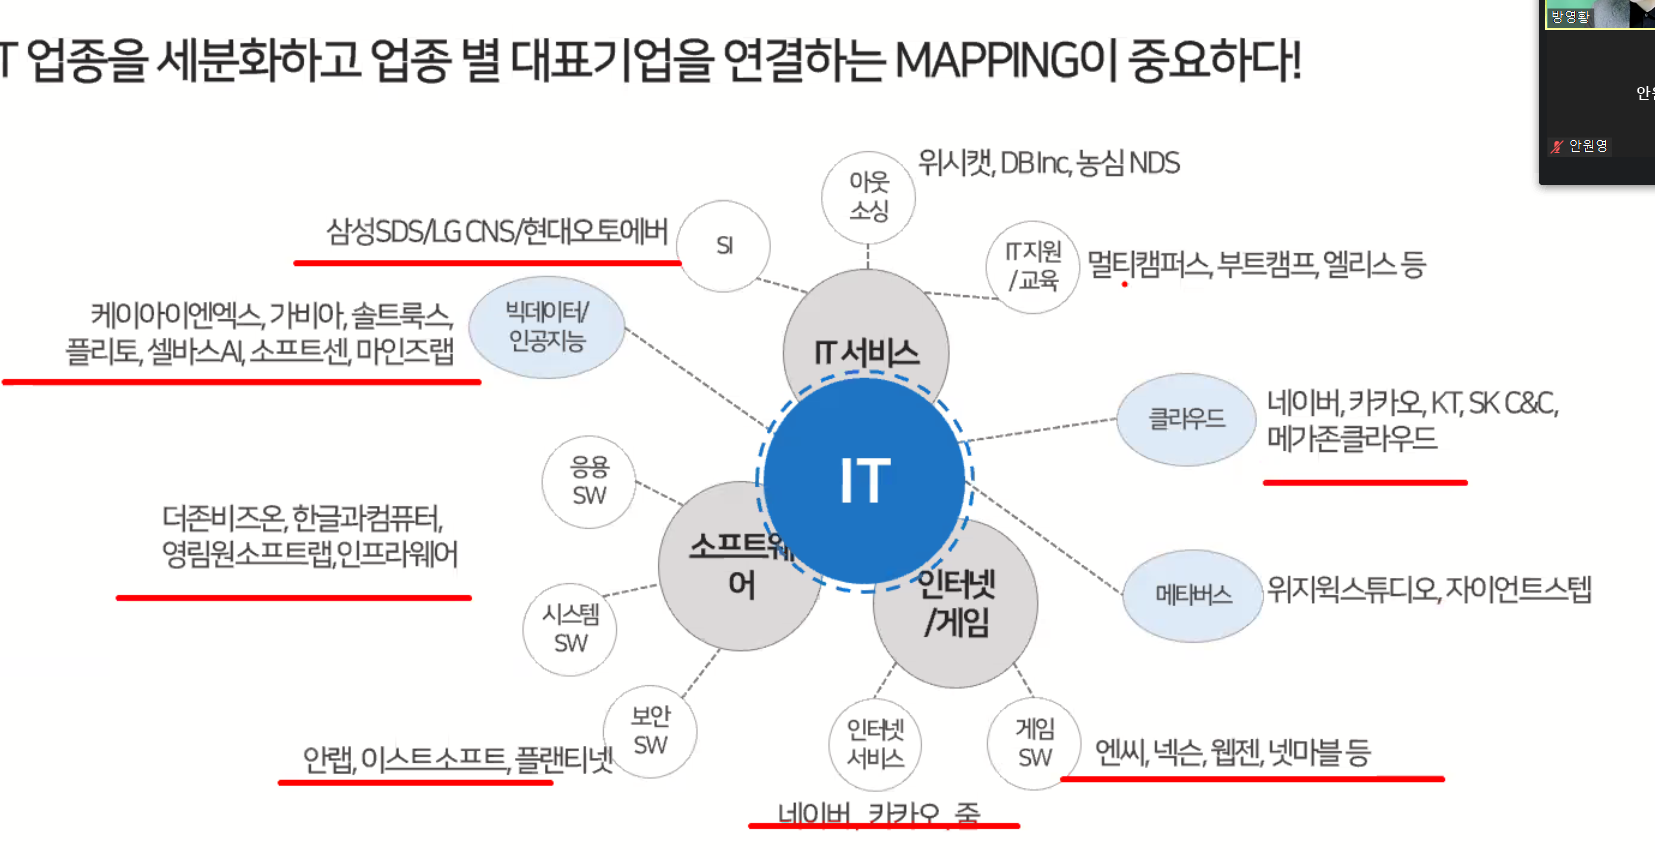 T 업종을 세분화하고 업종 별 대표기업을 연결하는 MAPPING이 중요하다!
방영황
안원영
아웃
소싱
위시캣, DB Inc, 농심 NDS
삼성SDS/LG CNS/현대오토에버
SI
IT 지원
/교육
멀티캠퍼스, 부트캠프, 엘리스 등
케이아이엔엑스, 가비아, 솔트룩스,
플리토, 셀바스AI, 소프트센, 마인즈랩
빅데이터/
인공지능
IT 서비스
클라우드
네이버, 카카오, KT, SK C&C,
메가존클라우드
IT
응용
SW
더존비즈온, 한글과컴퓨터,
영림원소프트랩,인프라웨어
소프트웨
어
인터넷
/게임
메타버스
위지윅스튜디오, 자이언트스텝
시스템
SW
보안
SW
안랩, 이스트소프트, 플랜티넷
인터넷
서비스
네이버, 카카오, 줌
게임
SW
엔씨, 넥슨, 웹젠, 넷마블 등